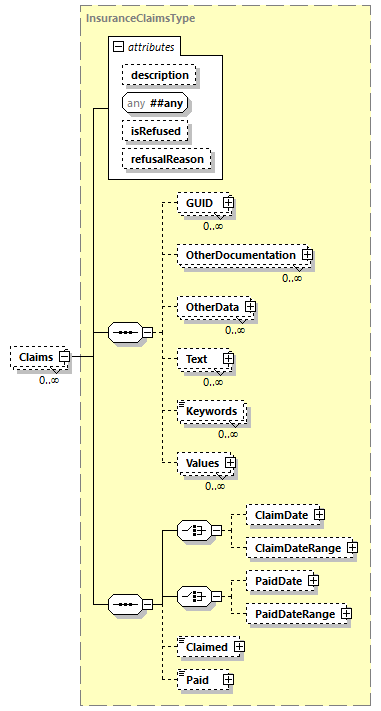 InsuranceClaimsType
attributes
description
any ##any
isRefused
refusalReason
GUID
0..∞
OtherDocumentation
0..∞
OtherData
0..∞
Text
0..∞
Claims
0..∞
Keywords
0..∞
Values
0..∞
ClaimDate
ClaimDateRange
PaidDate
PaidDateRange
Claimed
Paid